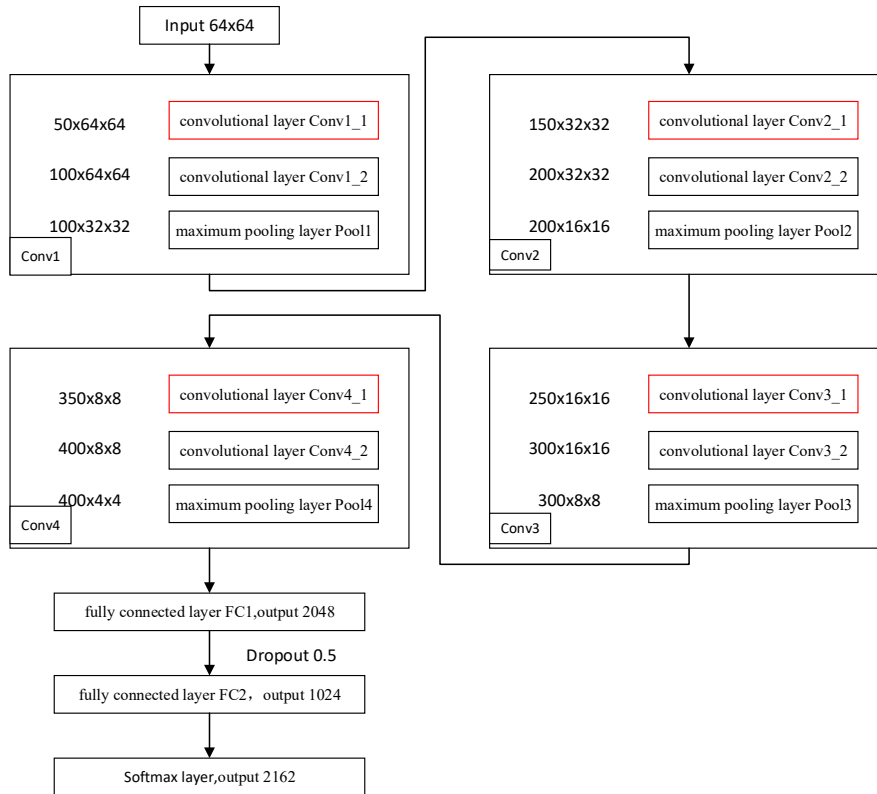 Input 64x64
50x64x64 convolutional layer Conv1_1
100x64x64 convolutional layer Conv1_2
100x32x32 maximum pooling layer Pool1
Conv1
150x32x32 convolutional layer Conv2_1
200x32x32 convolutional layer Conv2_2
200x16x16 maximum pooling layer Pool2
Conv2
250x16x16 convolutional layer Conv3_1
300x16x16 convolutional layer Conv3_2
300x8x8 maximum pooling layer Pool3
Conv3
350x8x8 convolutional layer Conv4_1
400x8x8 convolutional layer Conv4_2
400x4x4 maximum pooling layer Pool4
Conv4
fully connected layer FC1,output 2048
Dropout 0.5
fully connected layer FC2，output 1024
Softmax layer,output 2162